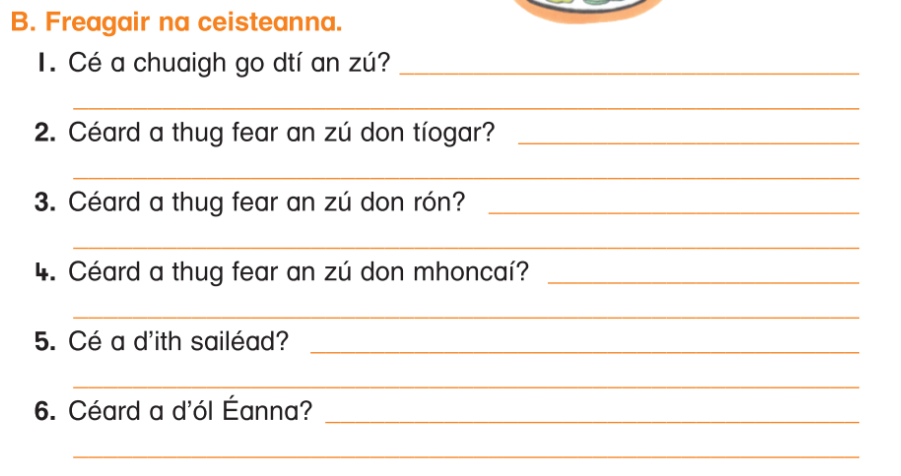 B. Freagair na ceisteanna.
1. Cé a chuaigh go dtí an zú?
2. Céard a thug fear an zú don tíogar?
3. Céard a thug fear an zú don rón?
4. Céard a thug fear an zú don mhoncaí?
5. Cé a d'ith sailéad?
6. Céard a d'ól Éanna?